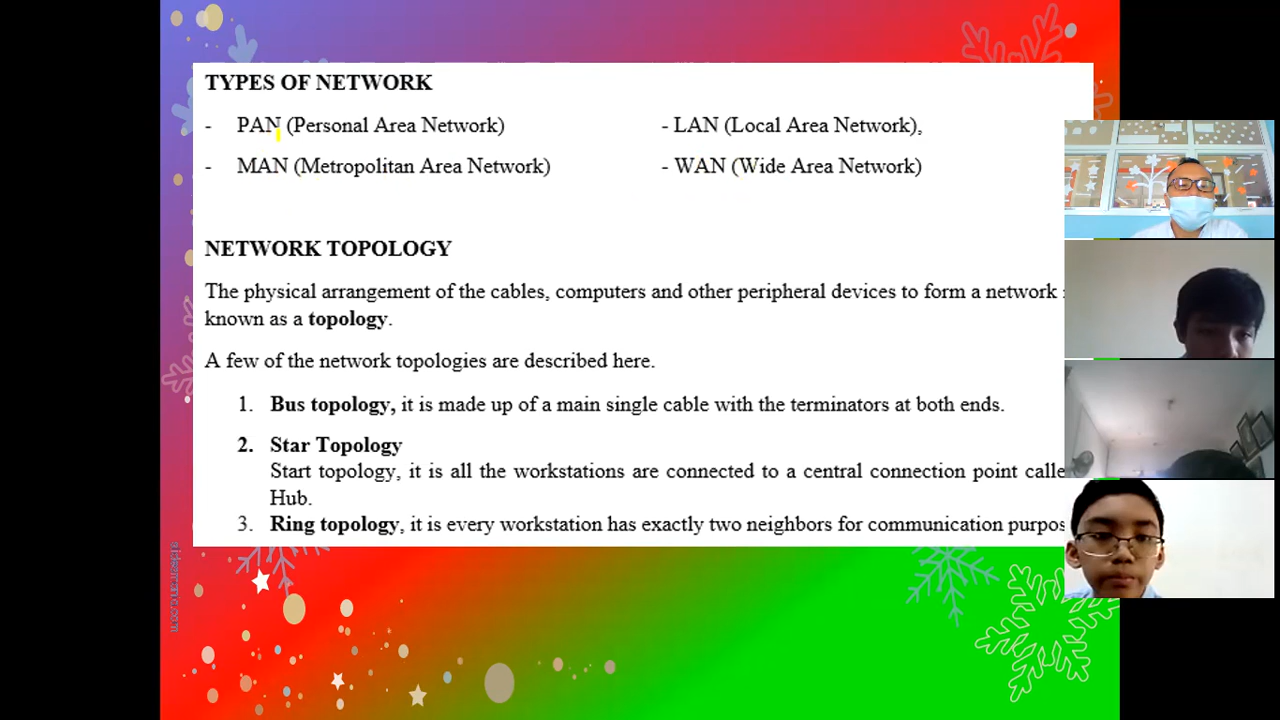 TYPES OF NETWORK
- PAN (Personal Area Network) - LAN (Local Area Network),
- MAN (Metropolitan Area Network) - WAN (Wide Area Network)
NETWORK TOPOLOGY
The physical arrangement of the cables, computers and other peripheral devices to form a network
known as a topology.
A few of the network topologies are described here.
1. Bus topology, it is made up of a main single cable with the terminators at both ends.
2. Star Topology
Start topology, it is all the workstations are connected to a central connection point calle
Hub.
3. Ring topology, it is every workstation has exactly two neighbors for communication purpos